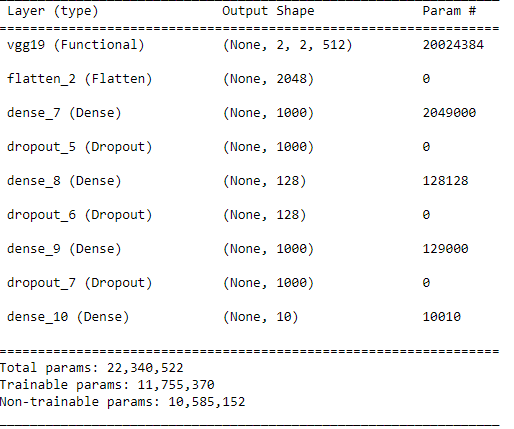 Layer (type) Output Shape Param #
=================================================================
vgg19 (Functional) (None, 2, 2, 512) 20024384
flatten_2 (Flatten) (None, 2048) 0
dense_7 (Dense) (None, 1000) 2049000
dropout_5 (Dropout) (None, 1000) 0
dense_8 (Dense) (None, 128) 128128
dropout_6 (Dropout) (None, 128) 0
dense_9 (Dense) (None, 1000) 129000
dropout_7 (Dropout) (None, 1000) 0
dense_10 (Dense) (None, 10) 10010
=================================================================
Total params: 22,340,522
Trainable params: 11,755,370
Non-trainable params: 10,585,152
_________________________________________________________________